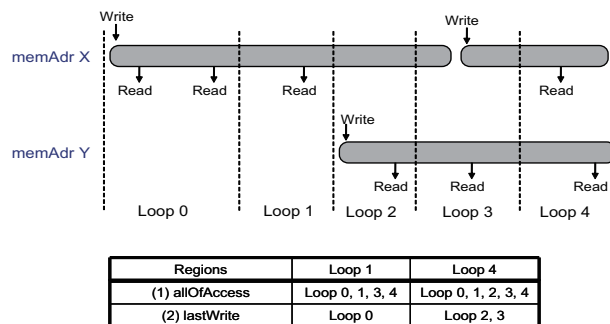 Write
Write
memAdr X
Read
Read
Read
Read
Write
memAdr Y
Read
Read
Read
Loop 0
Loop 1
Loop 2
Loop 3
Loop 4
Regions Loop 1 Loop 4
(1) allOfAccess Loop 0, 1, 3, 4 Loop 0, 1, 2, 3, 4
(2) lastWrite Loop 0 Loop 2, 3